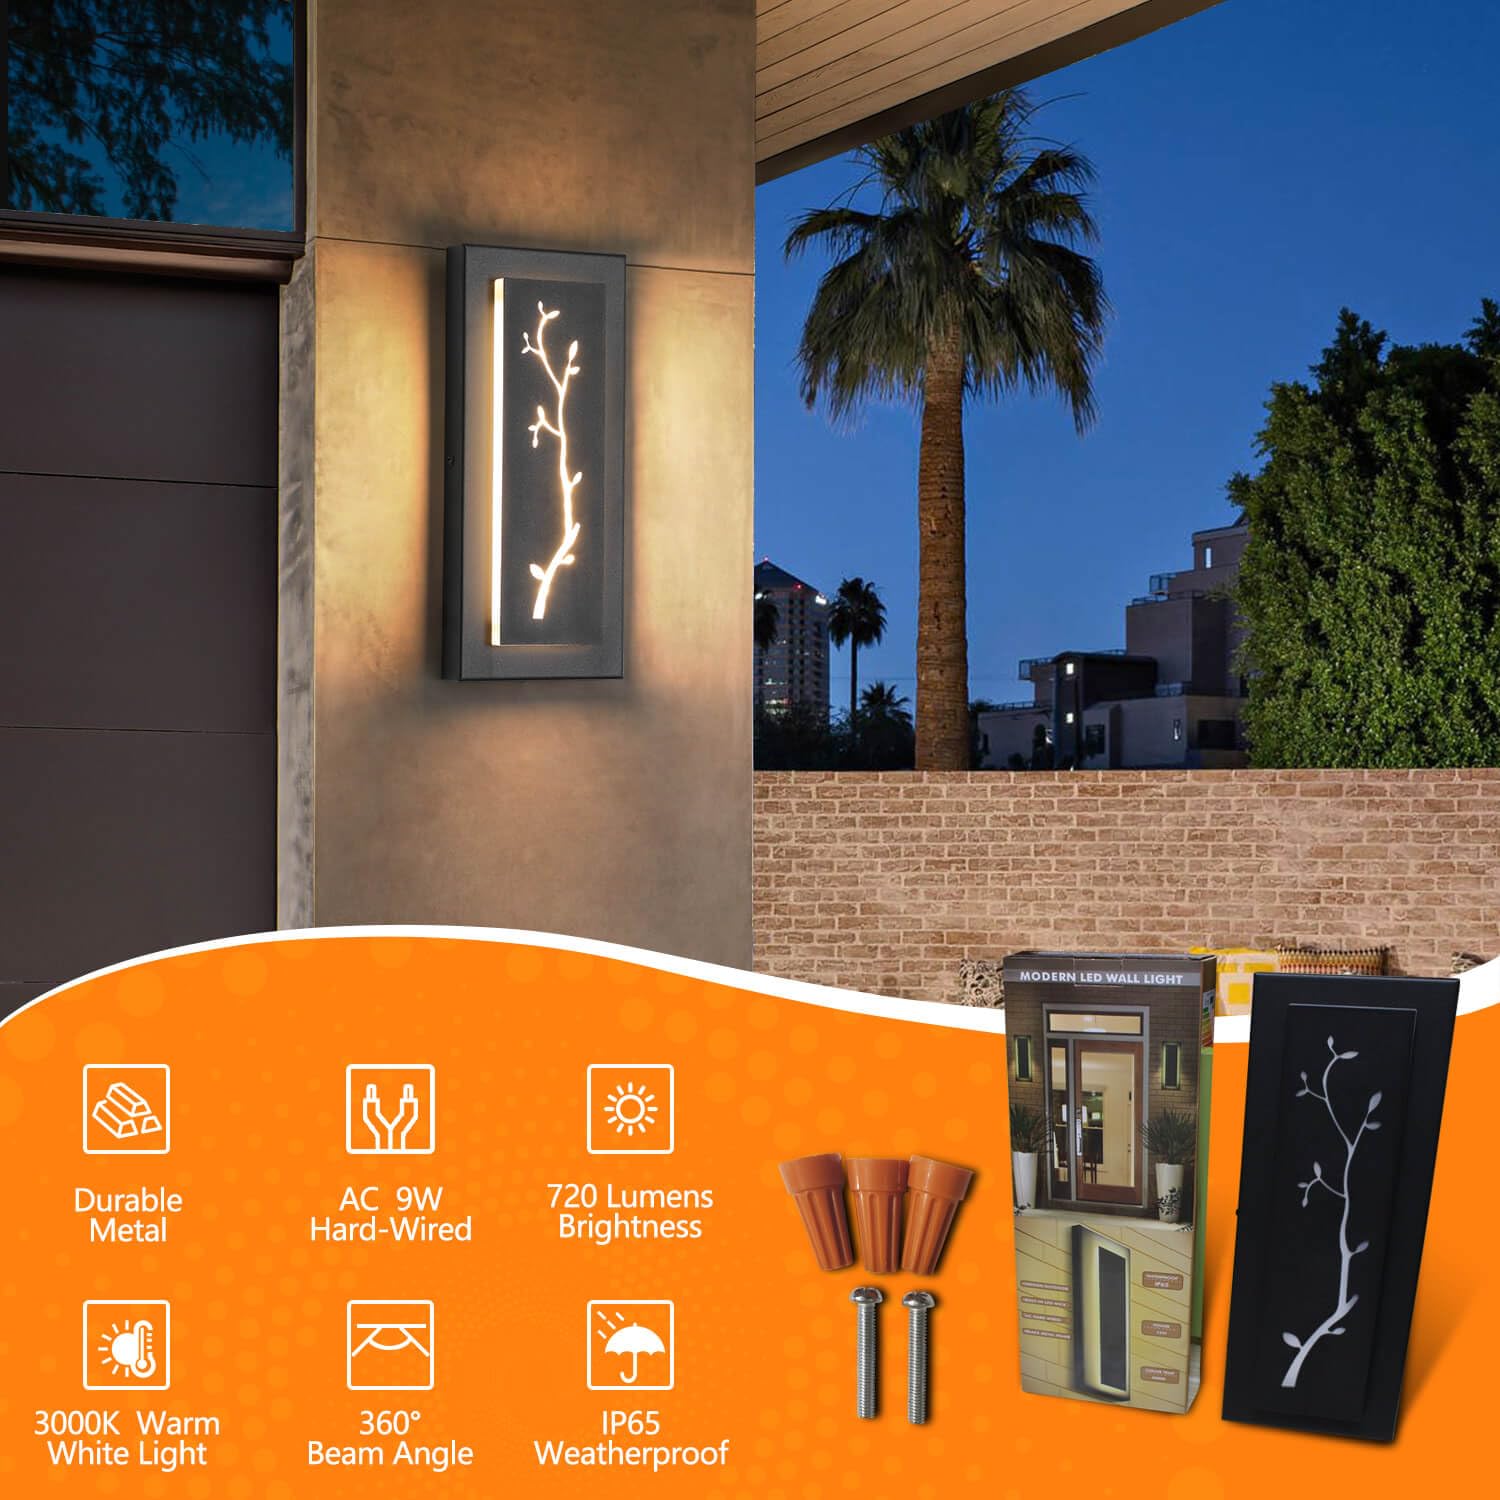 MODERN LED WALL LIGHT
Durable
Metal
AC 9W
Hard-Wired
720 Lumens
Brightness
3000K Warm
White Light
360°
Beam Angle
IP65
Weatherproof